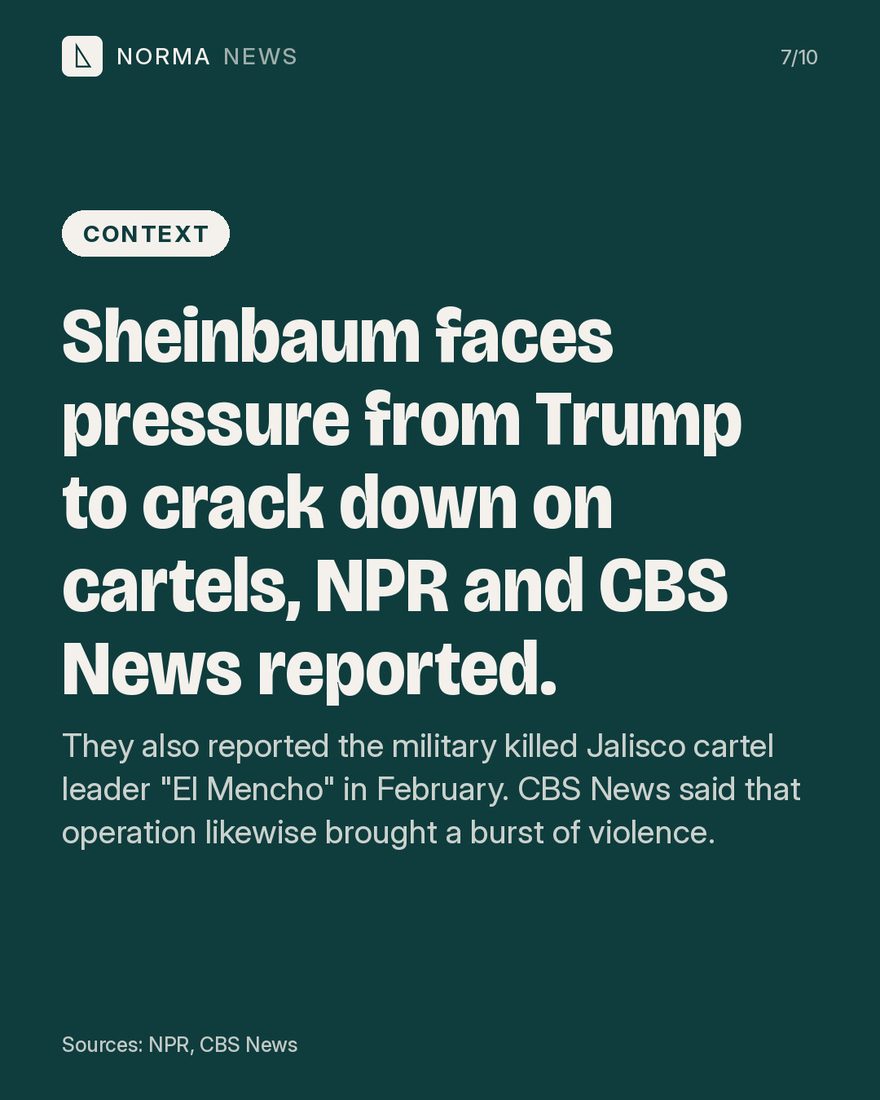 NORMA NEWS
7/10
CONTEXT
Sheinbaum faces
pressure from Trump
to crack down on
cartels, NPR and CBS
News reported.
They also reported the military killed Jalisco cartel
leader "El Mencho" in February. CBS News said that
operation likewise brought a burst of violence.
Sources: NPR, CBS News